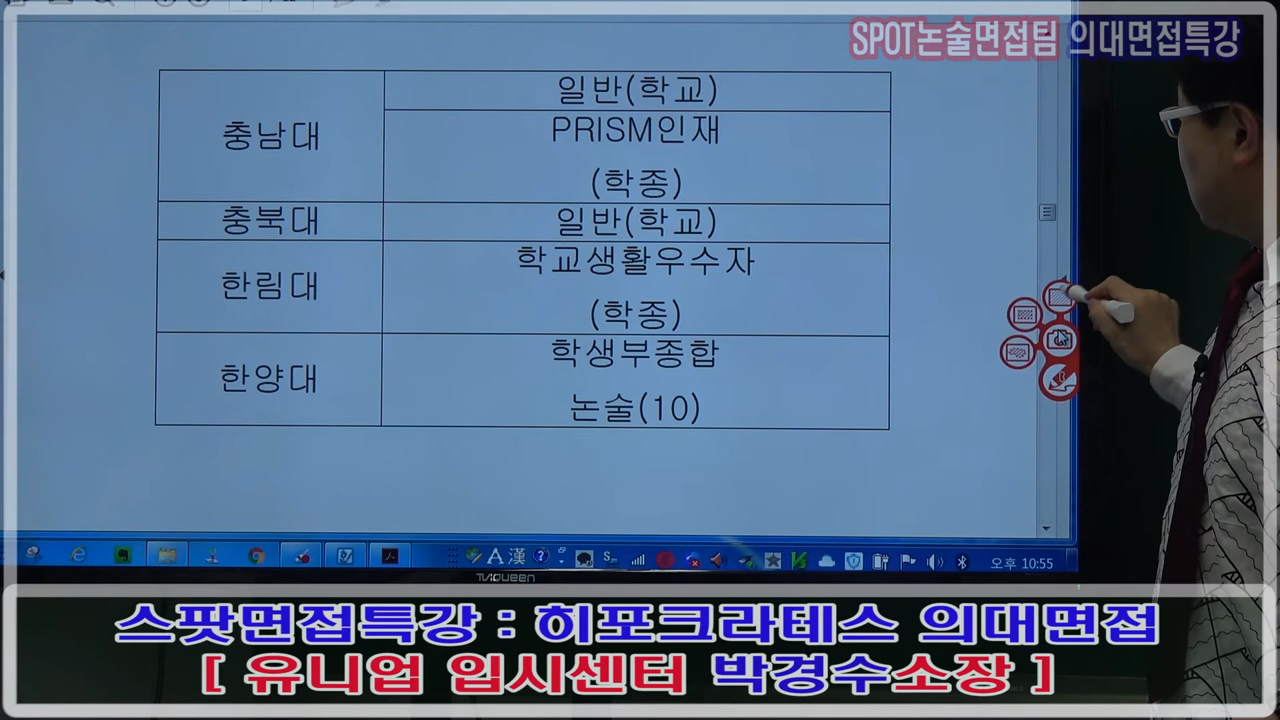 SPOT논술면접팀 의대면접특강
충남대
일반(학교)
PRISM인재
(학종)
충북대
일반(학교)
한림대
학교생활우수자
(학종)
한양대
학생부종합
논술(10)
A 漢
오후 10:55
TViQueen
스팟면접특강 : 히포크라테스 의대면접
[ 유니업 입시센터 박경수소장 ]